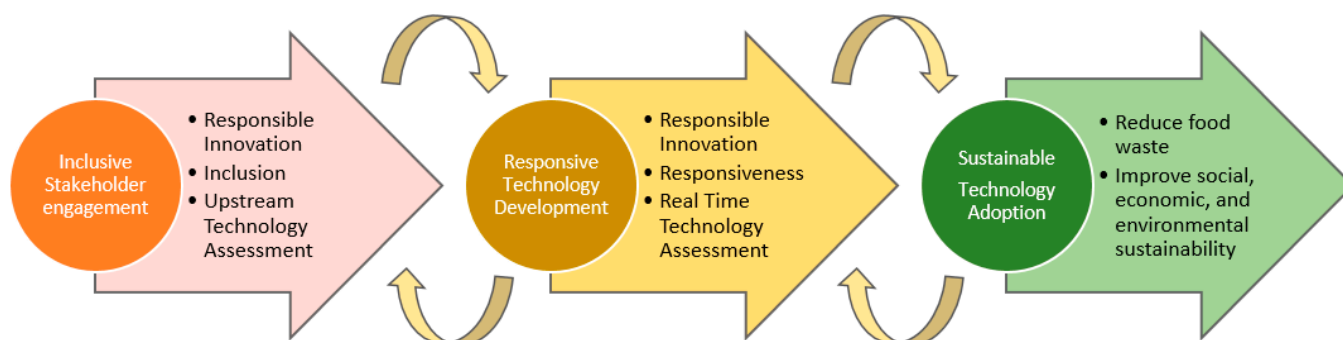 Inclusive
Stakeholder
engagement
• Responsible
Innovation
• Inclusion
• Upstream
Technology
Assessment
Responsive
Technology
Development
• Responsible
Innovation
• Responsiveness
• Real Time
Technology
Assessment
Sustainable
Technology
Adoption
• Reduce food
waste
• Improve social,
economic, and
environmental
sustainability